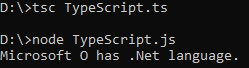 D:\>tsc TypeScript.ts
D:\>node TypeScript.js
Microsoft O has .Net language.